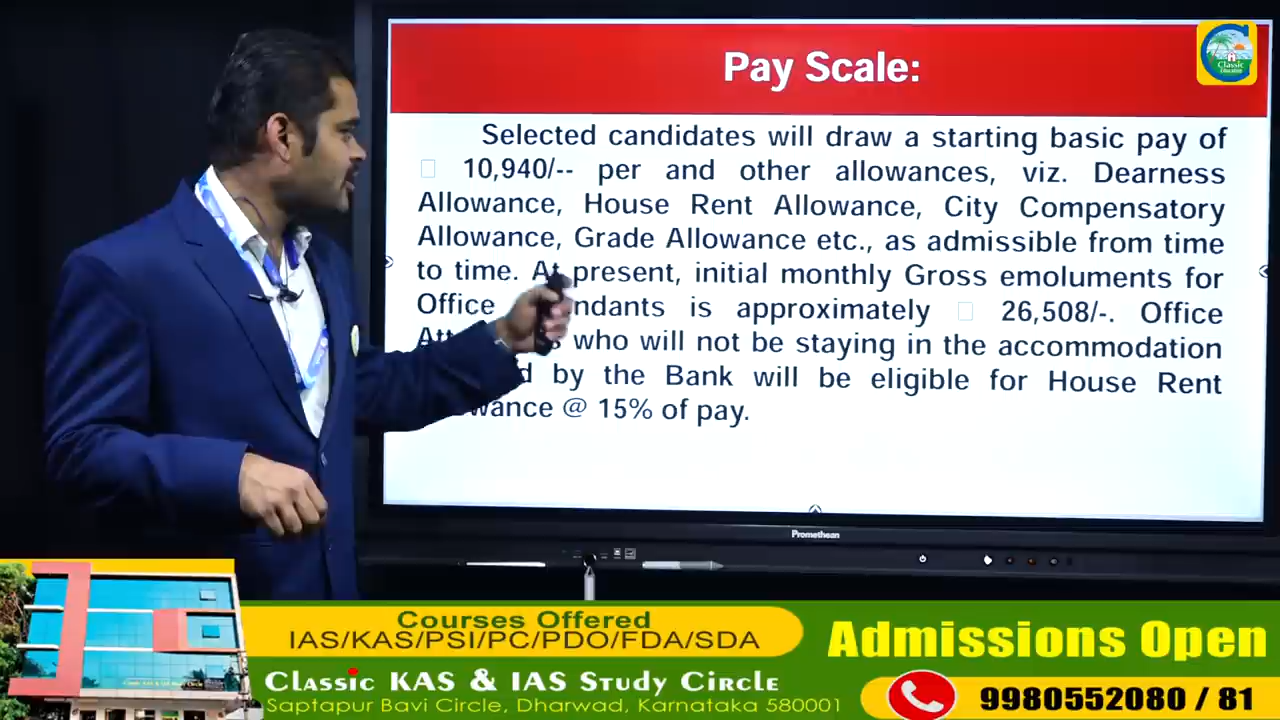 Pay Scale:
Classic
Education
Selected candidates will draw a starting basic pay of
10,940/-- per and other allowances, viz. Dearness
Allowance, House Rent Allowance, City Compensatory
Allowance, Grade Allowance etc., as admissible from time
to time. At present, initial monthly Gross emoluments for
Office ndants is approximately 26,508/-. Office
Att s who will not be staying in the accommodation
d by the Bank will be eligible for House Rent
wance @ 15% of pay.
Promethean
Courses Offered
IAS/KAS/PSI/PC/PDO/FDA/SDA
Classic KAS & IAS Study Circle
Saptapur Bavi Circle, Dharwad, Karnataka 580001
Admissions Open
9980552080 / 81